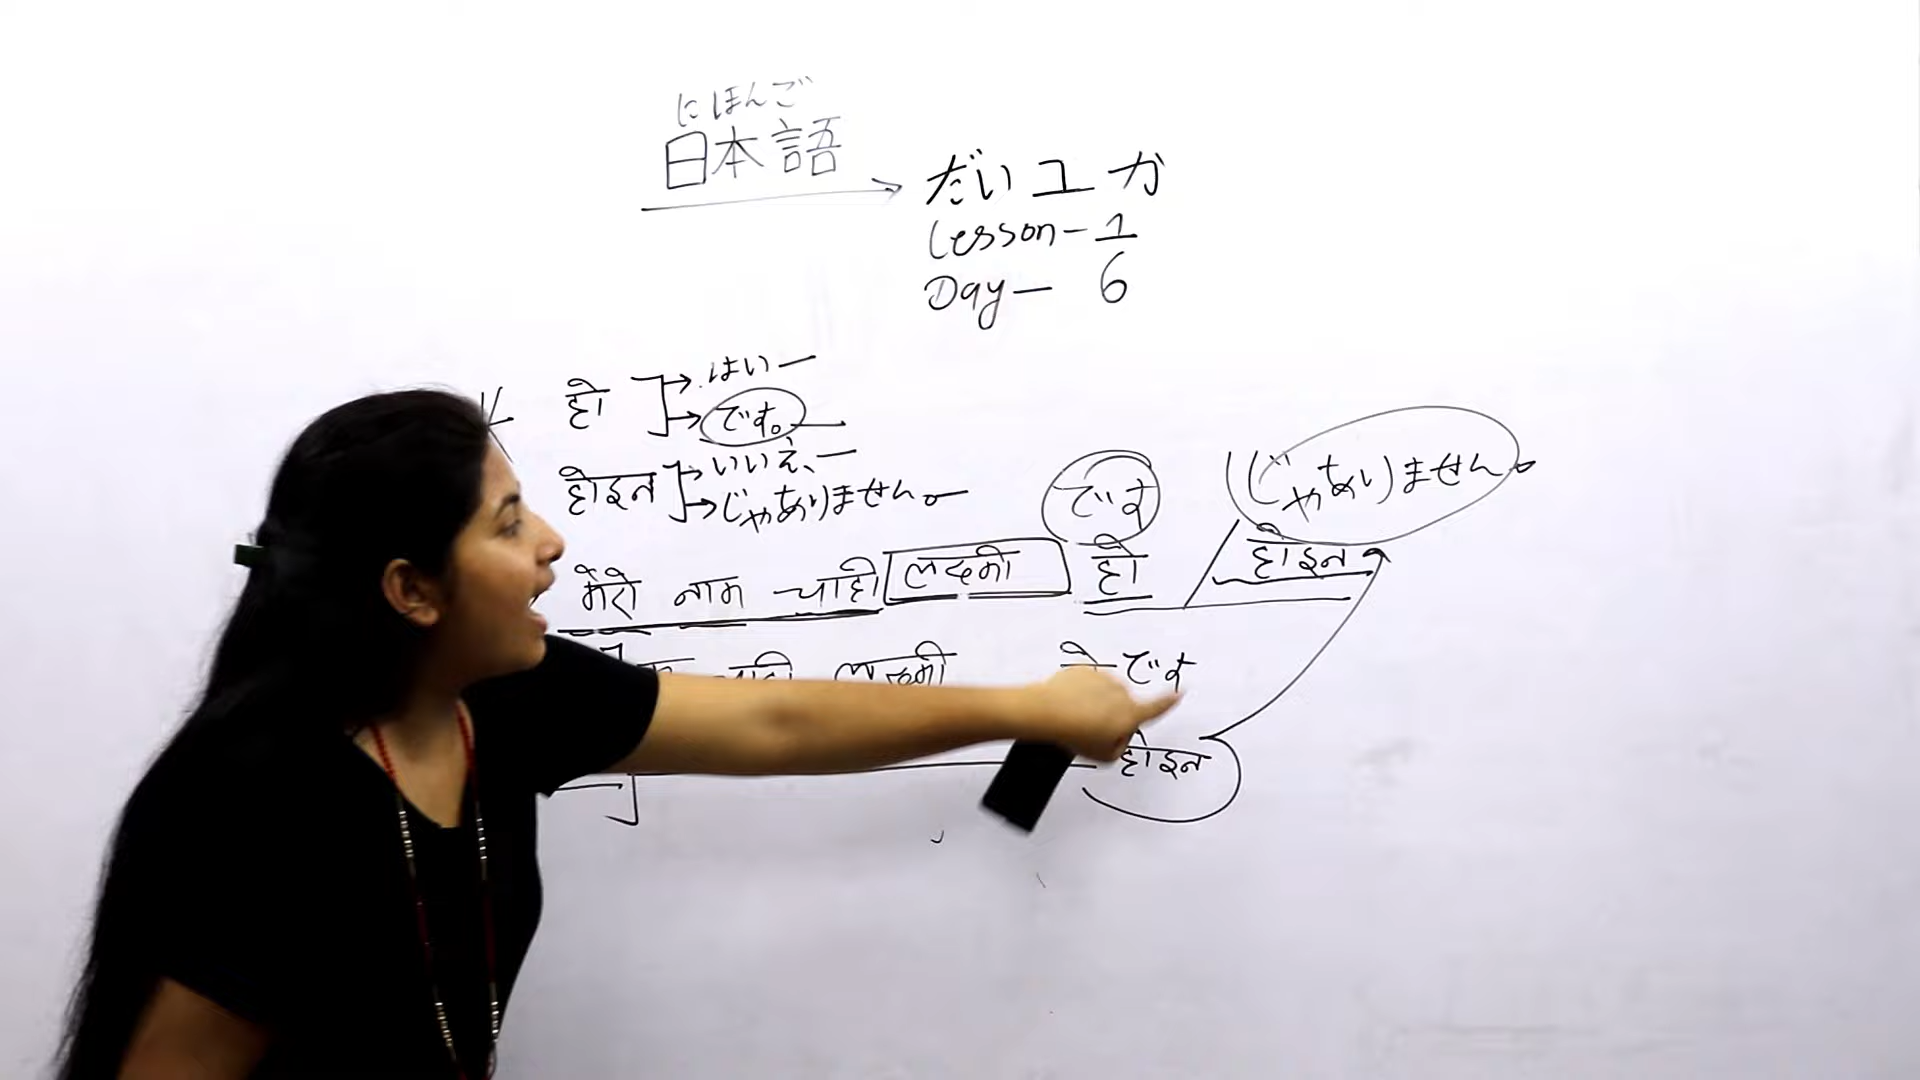 にほんご
日本語
だい1か
Lesson - 1
Day - 6
हो → はい
→ です。
होइन → いいえ、
→ じゃありません。
です じゃありません。
मेरो नाम चाही लक्ष्मी हो / होइन
चाही लक्ष्मी です
होइन